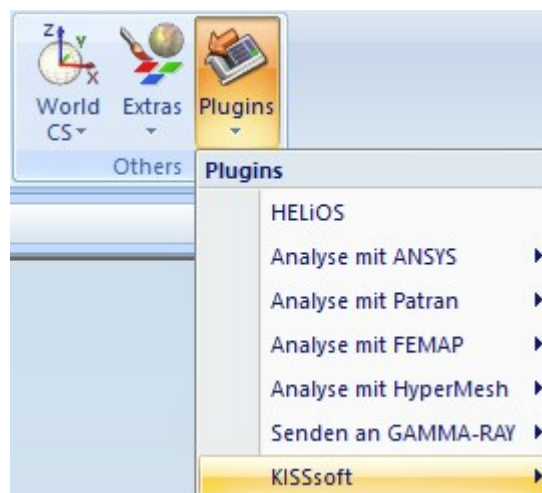 Z
Y
X
World
CS
Extras
Plugins
Others
Plugins
HELiOS
Analyse mit ANSYS
Analyse mit Patran
Analyse mit FEMAP
Analyse mit HyperMesh
Senden an GAMMA-RAY
KISSsoft